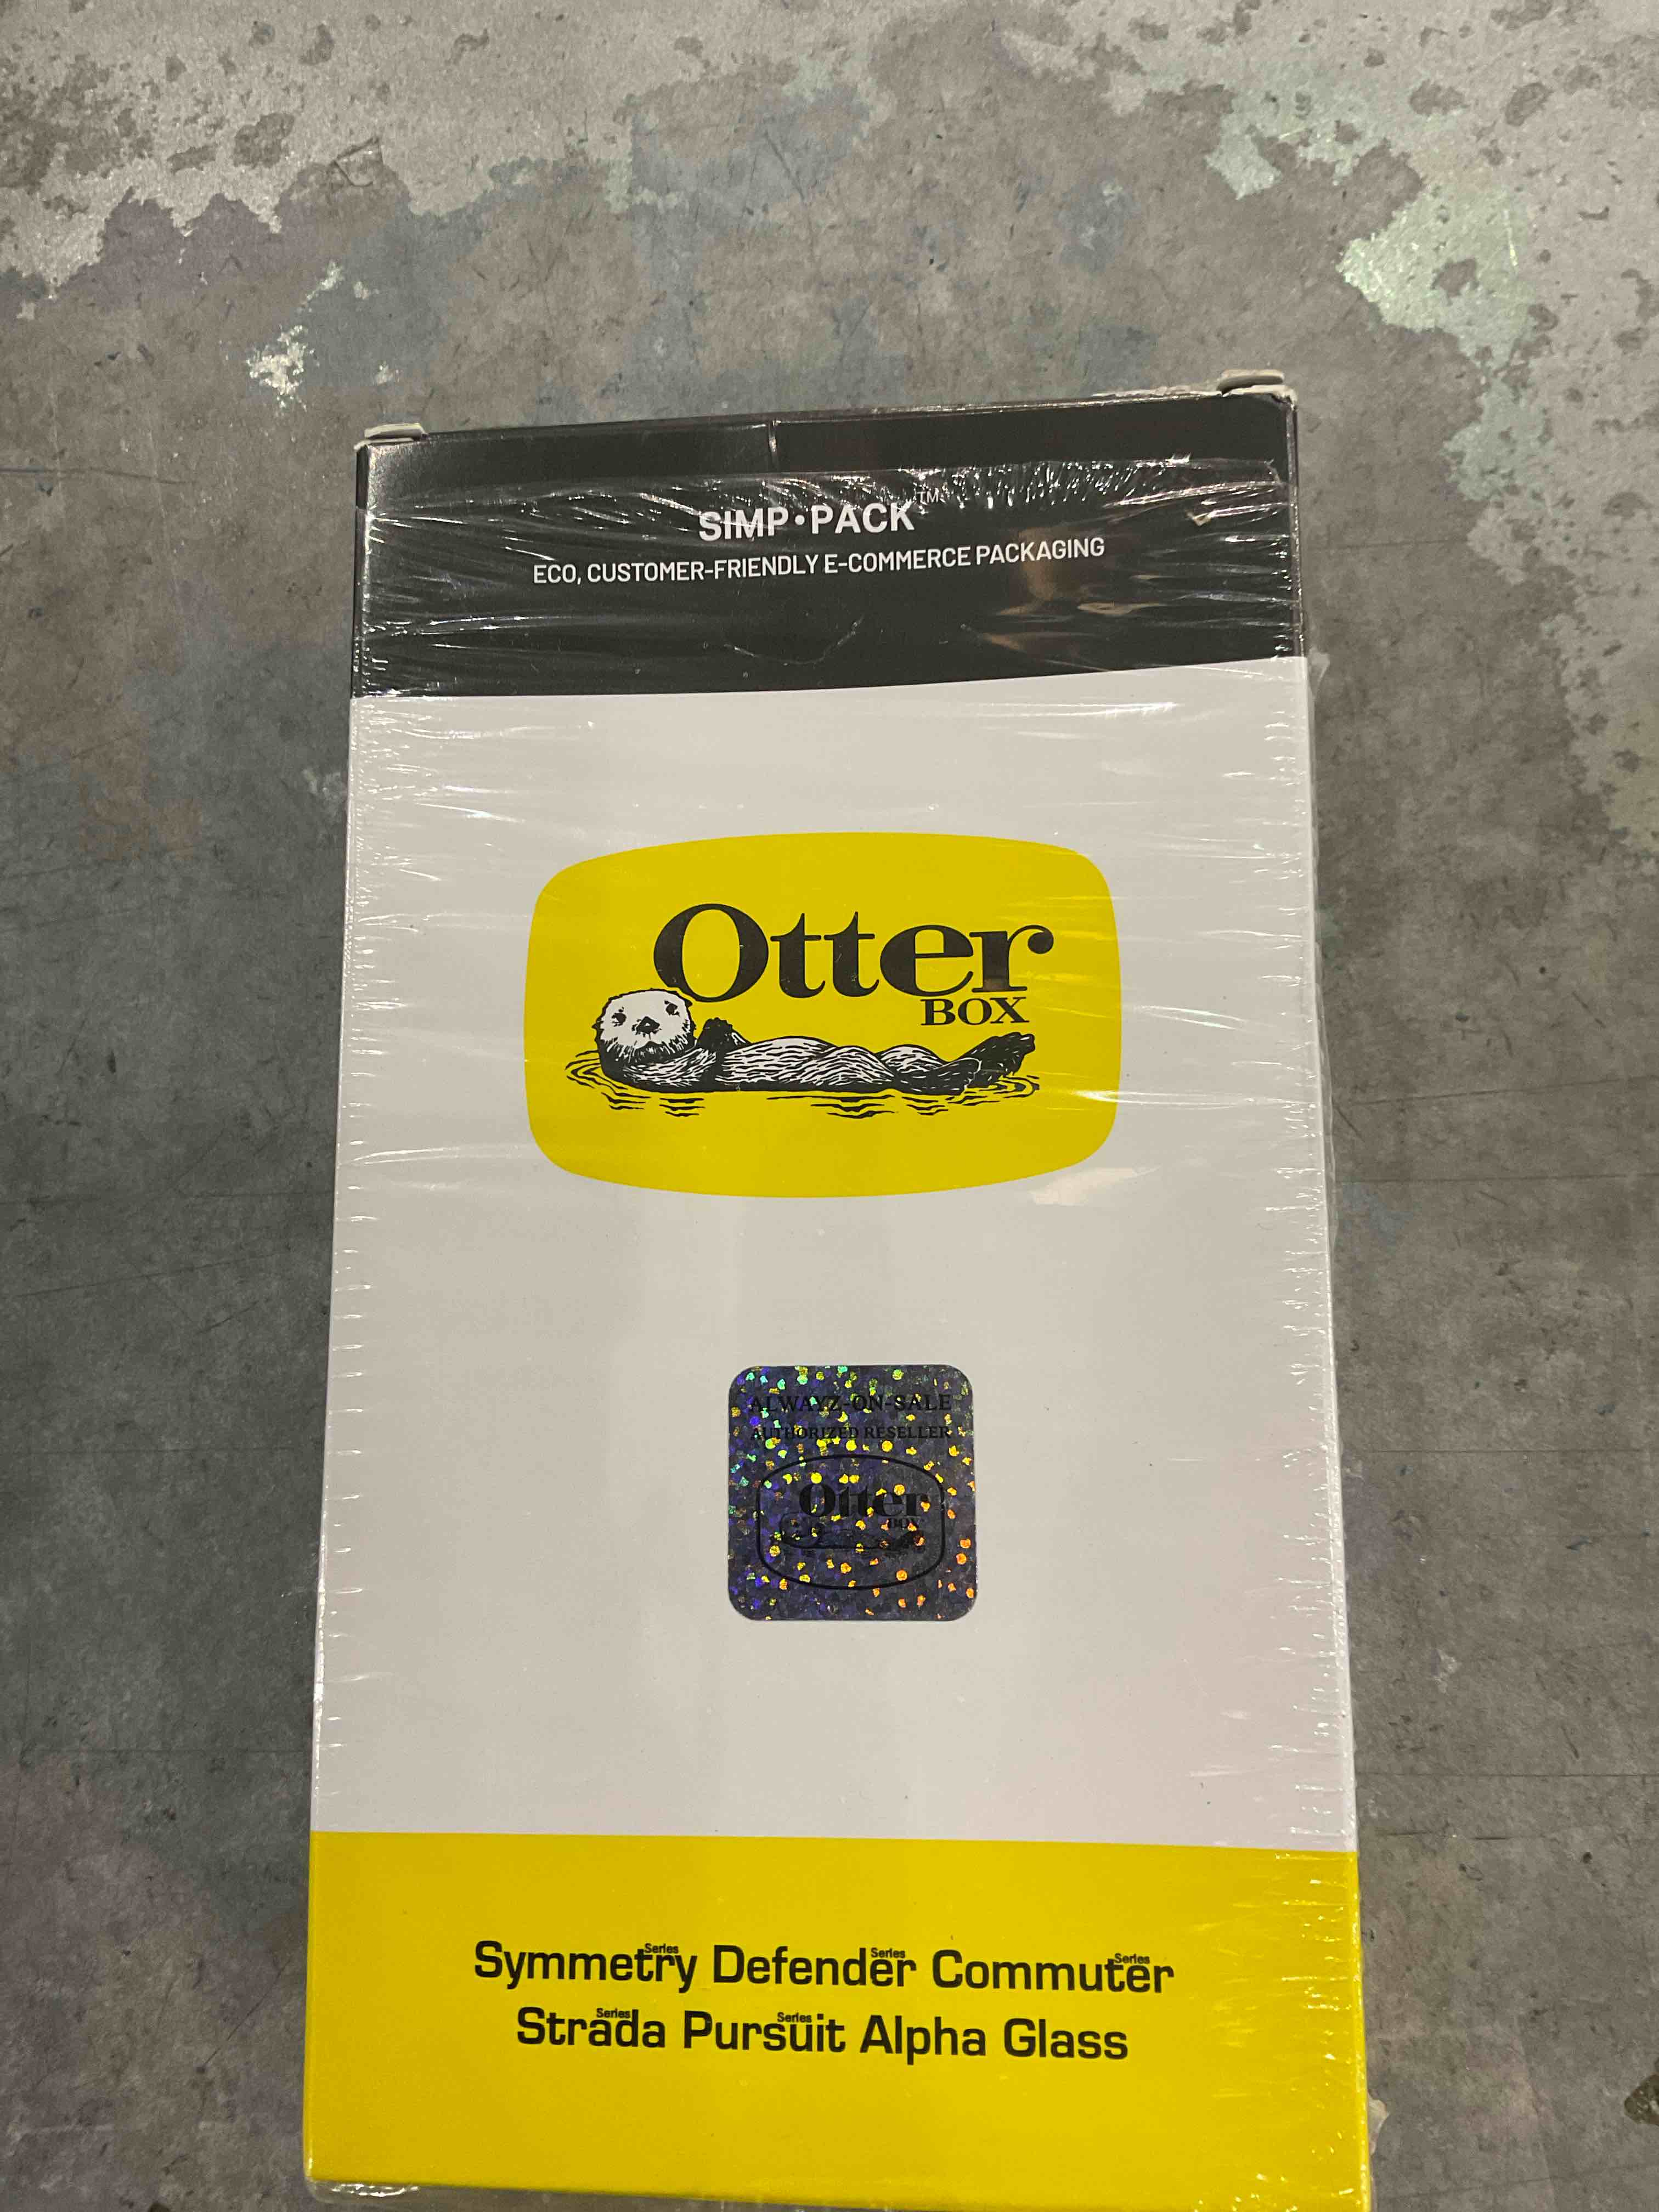 SIMP•PACK™
ECO, CUSTOMER-FRIENDLY E-COMMERCE PACKAGING
Otter
BOX
ALWAYZ-ON-SALE
AUTHORIZED RESELLER
Otter
BOX
Symmetry Series Defender Series Commuter Series
Strada Series Pursuit Series Alpha Glass